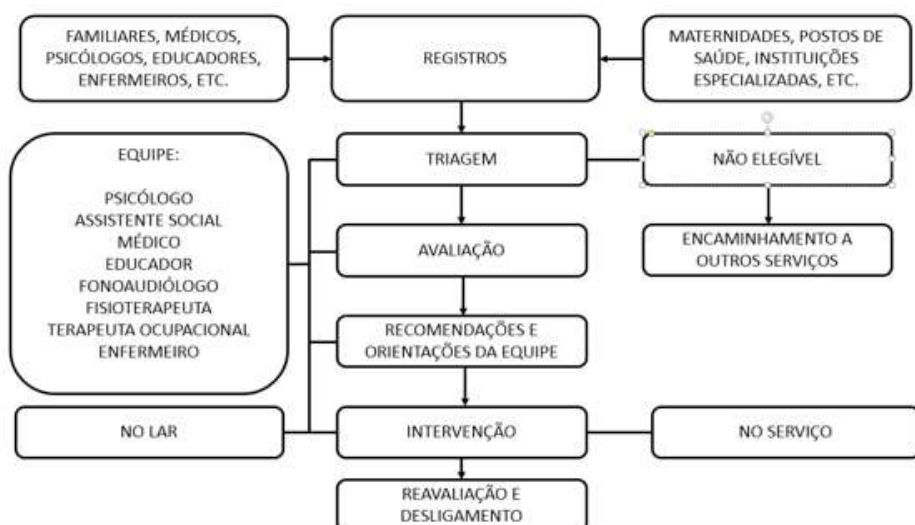 FAMILIARES, MÉDICOS,
PSICÓLOGOS, EDUCADORES,
ENFERMEIROS, ETC.
REGISTROS
MATERNIDADES, POSTOS DE
SAÚDE, INSTITUIÇÕES
ESPECIALIZADAS, ETC.
EQUIPE:
PSICÓLOGO
ASSISTENTE SOCIAL
MÉDICO
EDUCADOR
FONOAUDIÓLOGO
FISIOTERAPEUTA
TERAPEUTA OCUPACIONAL
ENFERMEIRO
TRIAGEM
NÃO ELEGÍVEL
AVALIAÇÃO
ENCAMINHAMENTO A
OUTROS SERVIÇOS
RECOMENDAÇÕES E
ORIENTAÇÕES DA EQUIPE
NO LAR
INTERVENÇÃO
NO SERVIÇO
REAVALIAÇÃO E
DESLIGAMENTO